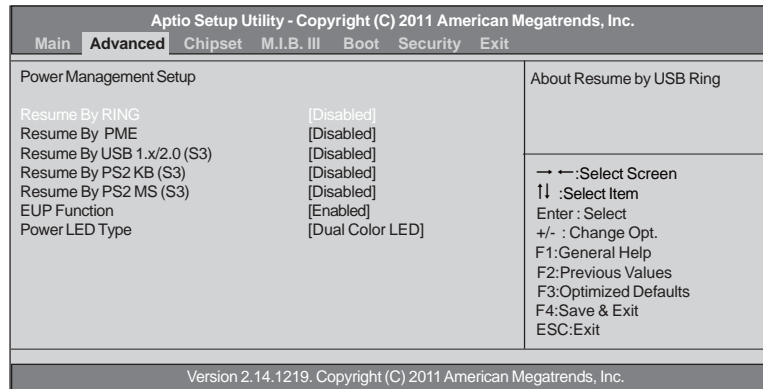 Aptio Setup Utility - Copyright (C) 2011 American Megatrends, Inc.
Main Advanced Chipset M.I.B. III Boot Security Exit
Power Management Setup
Resume By RING [Disabled]
Resume By PME [Disabled]
Resume By USB 1.x/2.0 (S3) [Disabled]
Resume By PS2 KB (S3) [Disabled]
Resume By PS2 MS (S3) [Disabled]
EUP Function [Enabled]
Power LED Type [Dual Color LED]
About Resume by USB Ring
→ ←:Select Screen
↑↓ :Select Item
Enter : Select
+/- : Change Opt.
F1:General Help
F2:Previous Values
F3:Optimized Defaults
F4:Save & Exit
ESC:Exit
Version 2.14.1219. Copyright (C) 2011 American Megatrends, Inc.